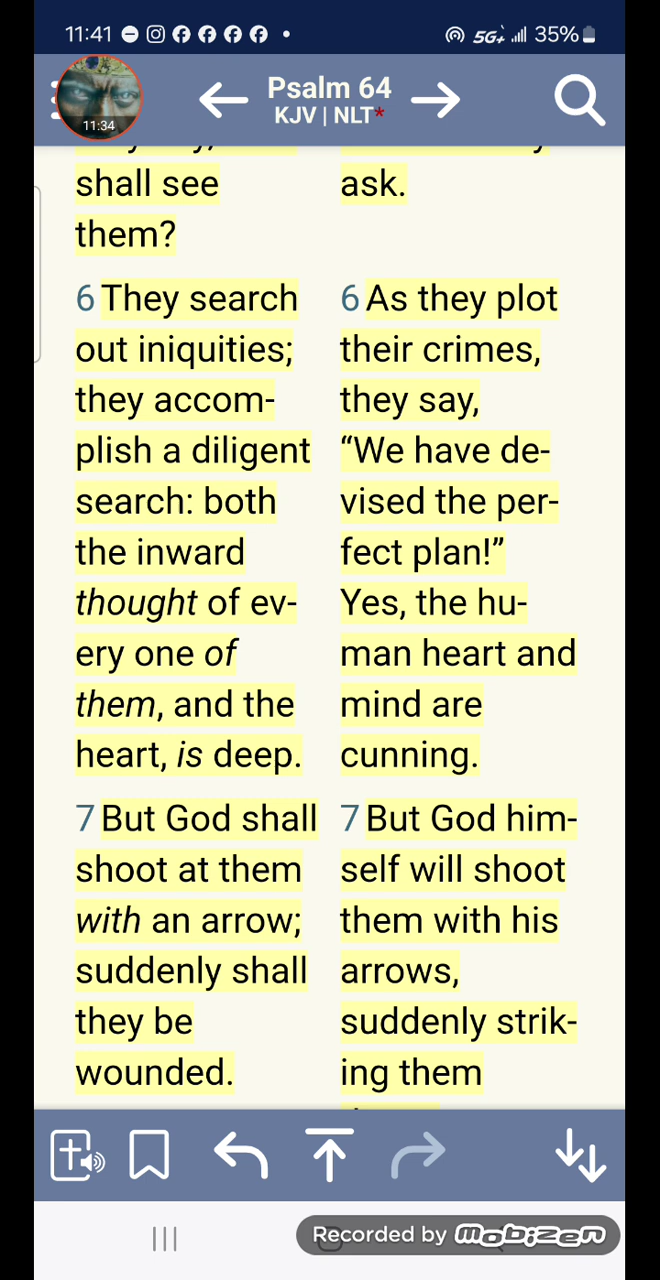 11:41
5G+ 35%
11:34
Psalm 64
KJV | NLT*
shall see
them?
6 They search
out iniquities;
they accom-
plish a diligent
search: both
the inward
thought of ev-
ery one of
them, and the
heart, is deep.
7 But God shall
shoot at them
with an arrow;
suddenly shall
they be
wounded.
ask.
6 As they plot
their crimes,
they say,
“We have de-
vised the per-
fect plan!”
Yes, the hu-
man heart and
mind are
cunning.
7 But God him-
self will shoot
them with his
arrows,
suddenly strik-
ing them
Recorded by Mobizen